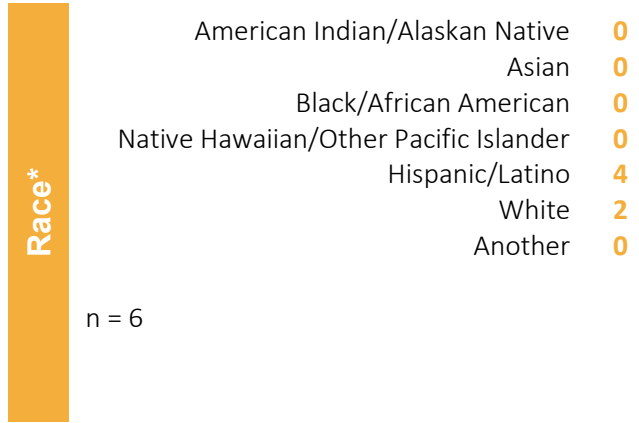 Race*
American Indian/Alaskan Native 0
Asian 0
Black/African American 0
Native Hawaiian/Other Pacific Islander 0
Hispanic/Latino 4
White 2
Another 0
n = 6